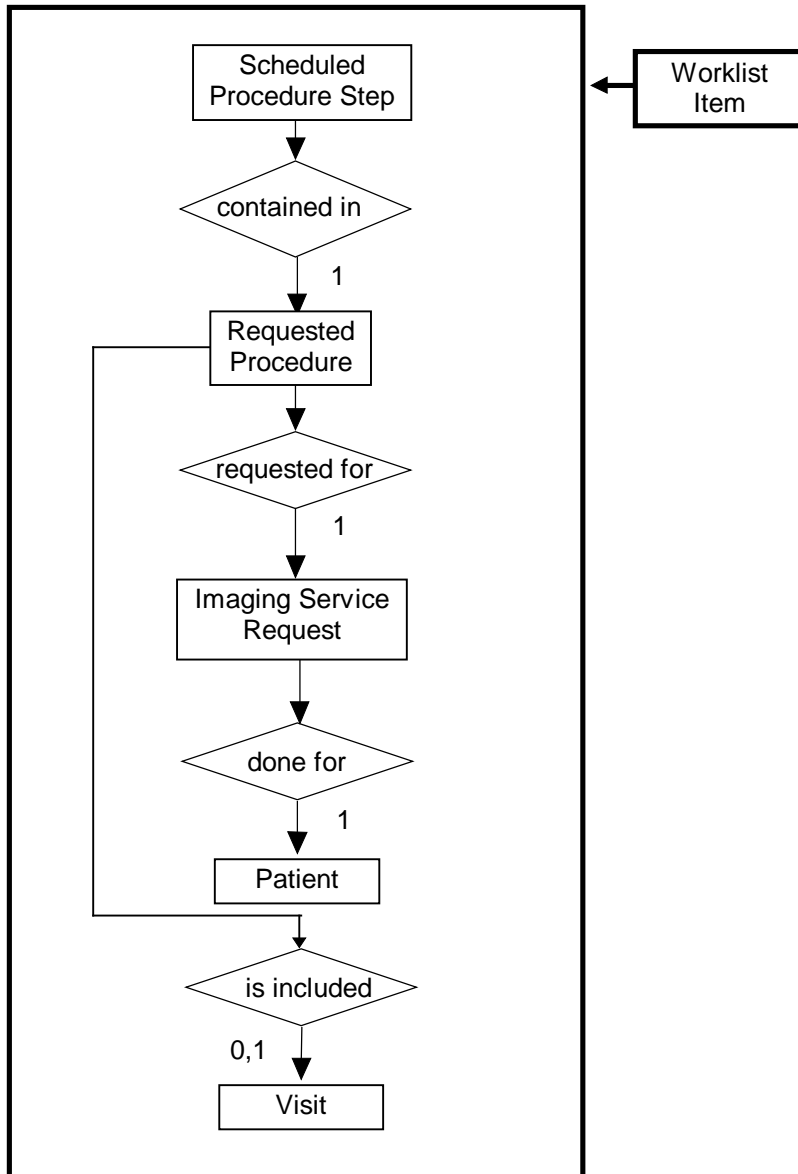 Scheduled
Procedure Step
Worklist
Item
contained in
1
Requested
Procedure
requested for
1
Imaging Service
Request
done for
1
Patient
is included
0,1
Visit